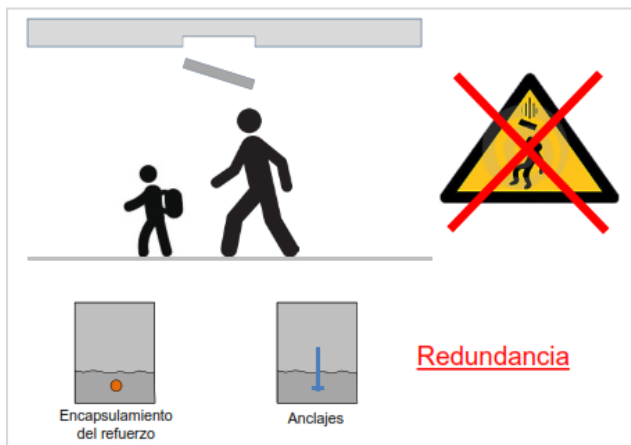 Redundancia
Encapsulamiento
del refuerzo
Anclajes